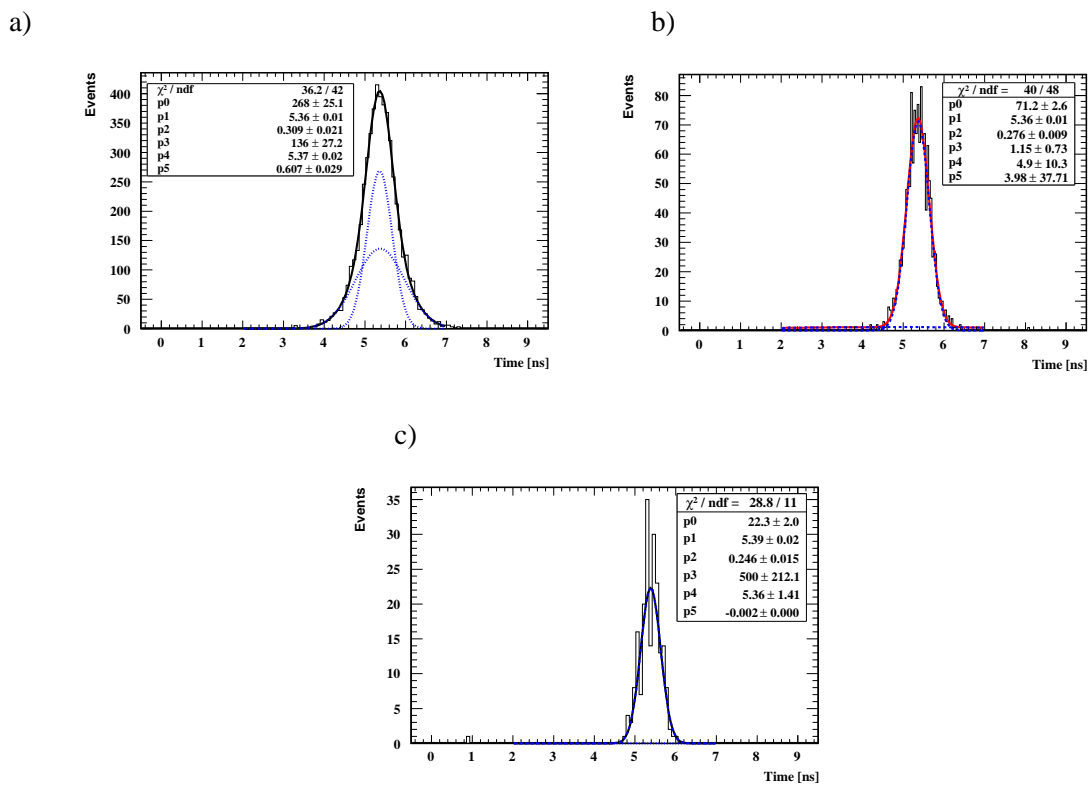 a)
Events
400
350
300
250
200
150
100
50
0
χ² / ndf 36.2 / 42
p0 268 ± 25.1
p1 5.36 ± 0.01
p2 0.309 ± 0.021
p3 136 ± 27.2
p4 5.37 ± 0.02
p5 0.607 ± 0.029
0 1 2 3 4 5 6 7 8 9
Time [ns]
b)
Events
80
70
60
50
40
30
20
10
0
χ² / ndf = 40 / 48
p0 71.2 ± 2.6
p1 5.36 ± 0.01
p2 0.276 ± 0.009
p3 1.15 ± 0.73
p4 4.9 ± 10.3
p5 3.98 ± 37.71
0 1 2 3 4 5 6 7 8 9
Time [ns]
c)
Events
35
30
25
20
15
10
5
0
χ² / ndf = 28.8 / 11
p0 22.3 ± 2.0
p1 5.39 ± 0.02
p2 0.246 ± 0.015
p3 500 ± 212.1
p4 5.36 ± 1.41
p5 -0.002 ± 0.000
0 1 2 3 4 5 6 7 8 9
Time [ns]